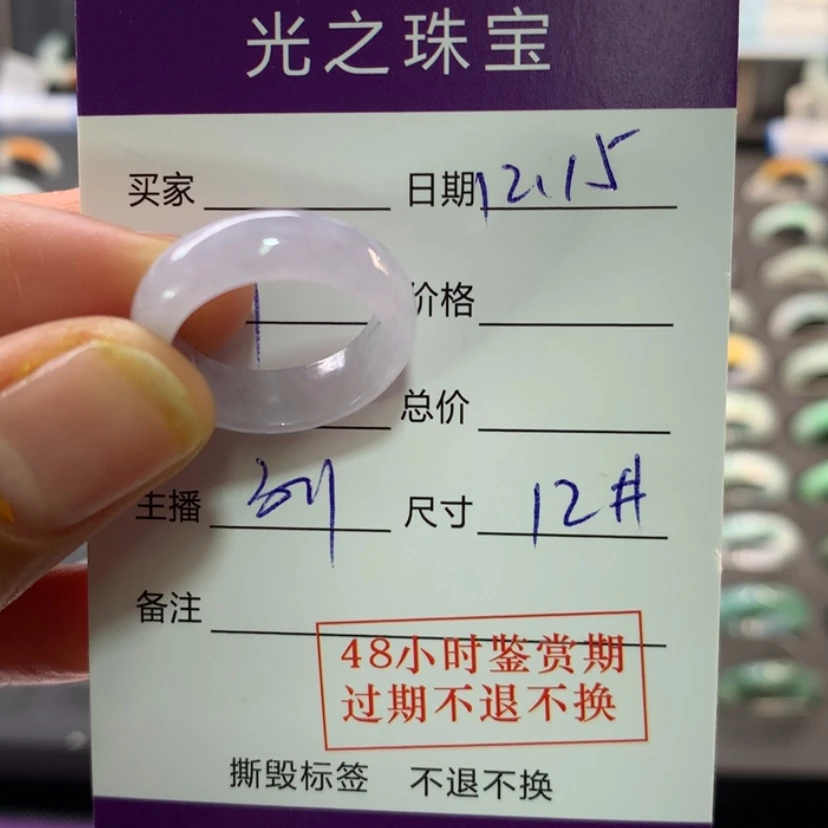 光之珠宝
买家 日期 12.15
价格
总价
主播 尺寸 12#
备注
48小时鉴赏期
过期不退不换
撕毁标签 不退不换